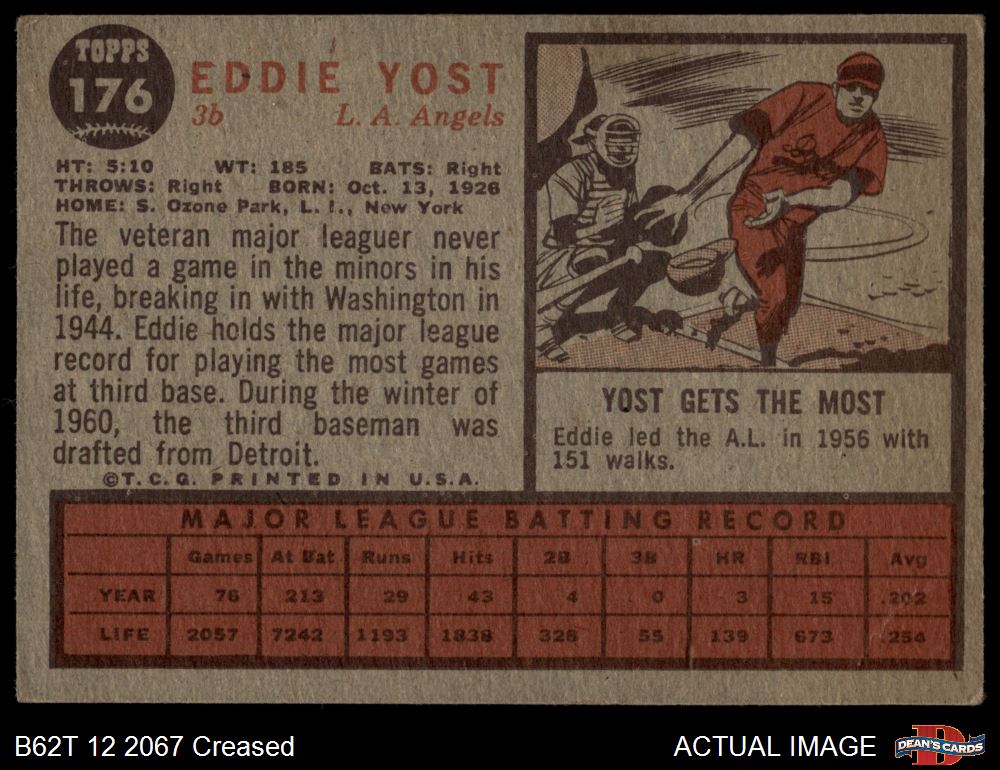 TOPPS
176
EDDIE YOST
3b L. A. Angels
HT: 5:10 WT: 185 BATS: Right
THROWS: Right BORN: Oct. 13, 1926
HOME: S. Ozone Park, L. I., New York
The veteran major leaguer never
played a game in the minors in his
life, breaking in with Washington in
1944. Eddie holds the major league
record for playing the most games
at third base. During the winter of
1960, the third baseman was
drafted from Detroit.
©T.C.G. PRINTED IN U.S.A.
YOST GETS THE MOST
Eddie led the A.L. in 1956 with
151 walks.
MAJOR LEAGUE BATTING RECORD
Games At Bat Runs Hits 2B 3B HR RBI Avg
YEAR 76 213 29 43 4 0 3 15 .202
LIFE 2057 7242 1193 1838 328 55 139 673 .254
B62T 12 2067 Creased
ACTUAL IMAGE
DEAN'S CARDS